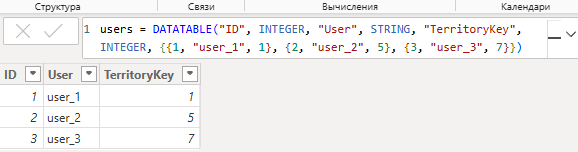 Структура Связи Вычисления Календари
1 users = DATATABLE("ID", INTEGER, "User", STRING, "TerritoryKey",
INTEGER, {{1, "user_1", 1}, {2, "user_2", 5}, {3, "user_3", 7}})
ID User TerritoryKey
1 user_1 1
2 user_2 5
3 user_3 7